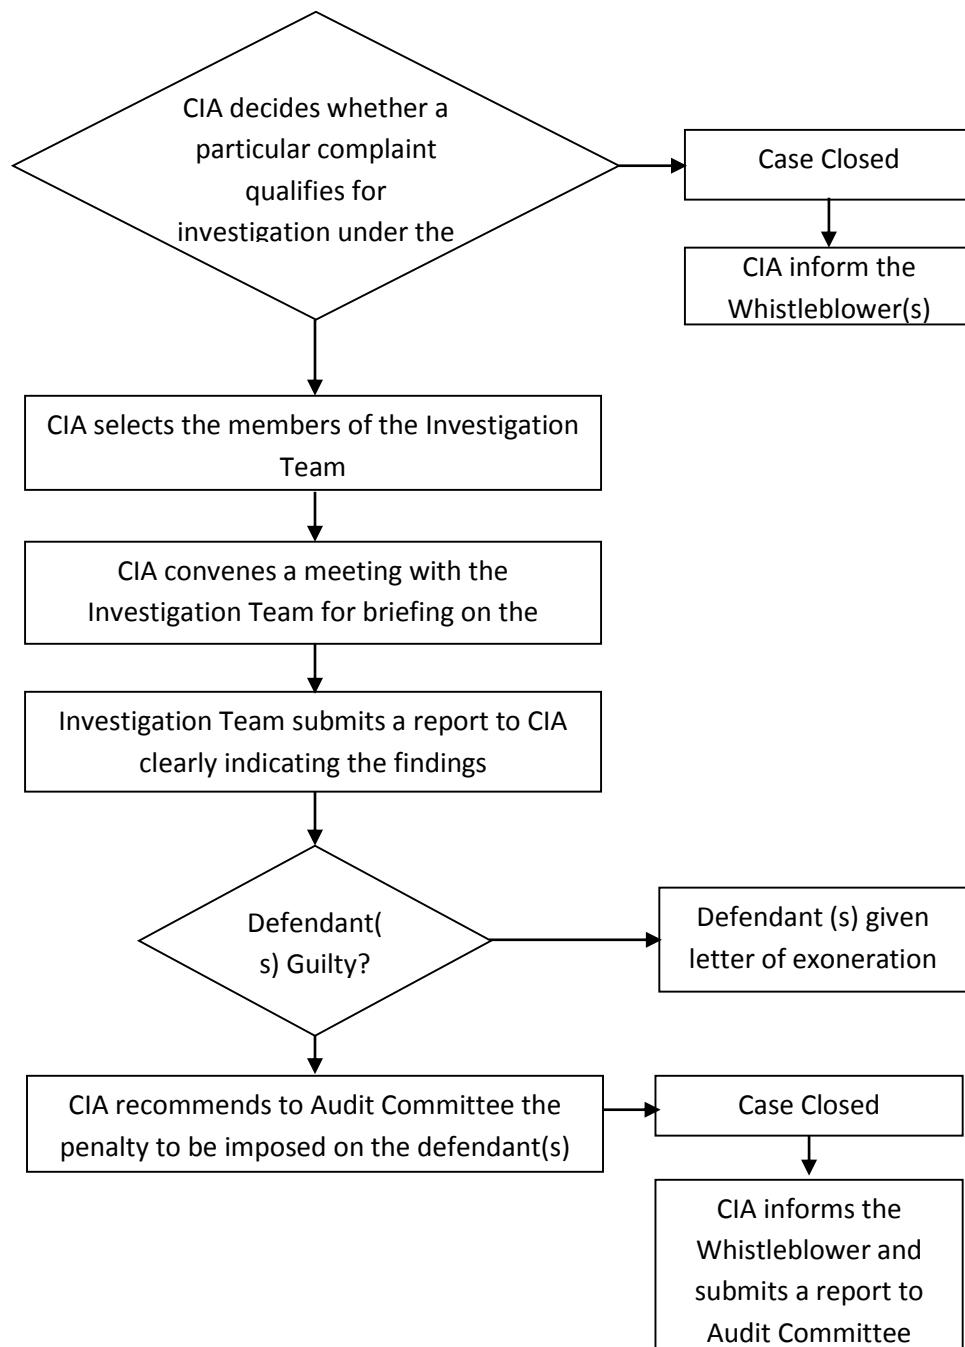 CIA decides whether a
particular complaint
qualifies for
investigation under the
Case Closed
CIA inform the
Whistleblower(s)
CIA selects the members of the Investigation
Team
CIA convenes a meeting with the
Investigation Team for briefing on the
Investigation Team submits a report to CIA
clearly indicating the findings
Defendant(
s) Guilty?
Defendant (s) given
letter of exoneration
CIA recommends to Audit Committee the
penalty to be imposed on the defendant(s)
Case Closed
CIA informs the
Whistleblower and
submits a report to
Audit Committee